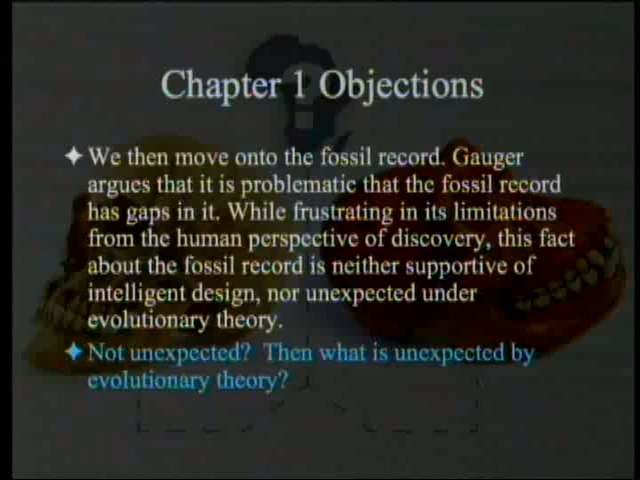 Chapter 1 Objections
We then move onto the fossil record. Gauger
argues that it is problematic that the fossil record
has gaps in it. While frustrating in its limitations
from the human perspective of discovery, this fact
about the fossil record is neither supportive of
intelligent design, nor unexpected under
evolutionary theory.
Not unexpected? Then what is unexpected by
evolutionary theory?